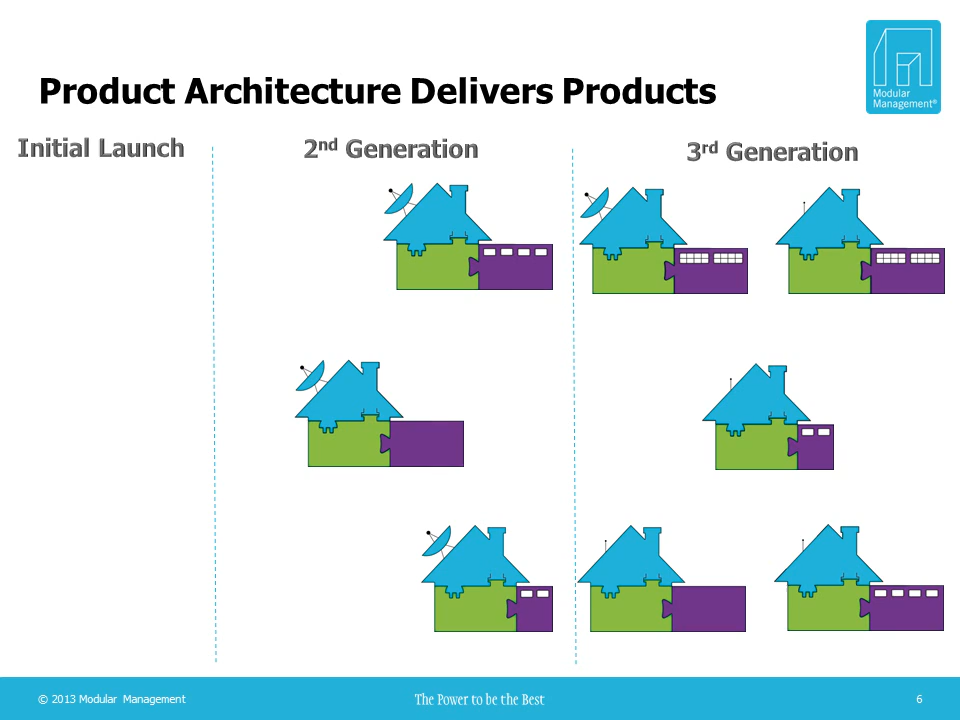 Product Architecture Delivers Products
Modular
Management®
Initial Launch
2nd Generation
3rd Generation
© 2013 Modular Management
The Power to be the Best
6